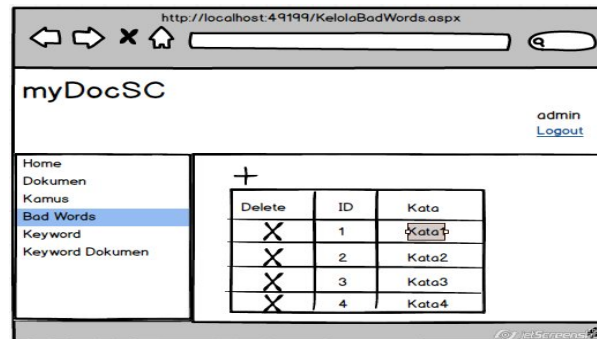 http://localhost:49199/KelolaBadWords.aspx
myDocSC
admin
Logout
Home
Dokumen
Kamus
Bad Words
Keyword
Keyword Dokumen
Delete ID Kata
X 1 Kata1
X 2 Kata2
X 3 Kata3
X 4 Kata4